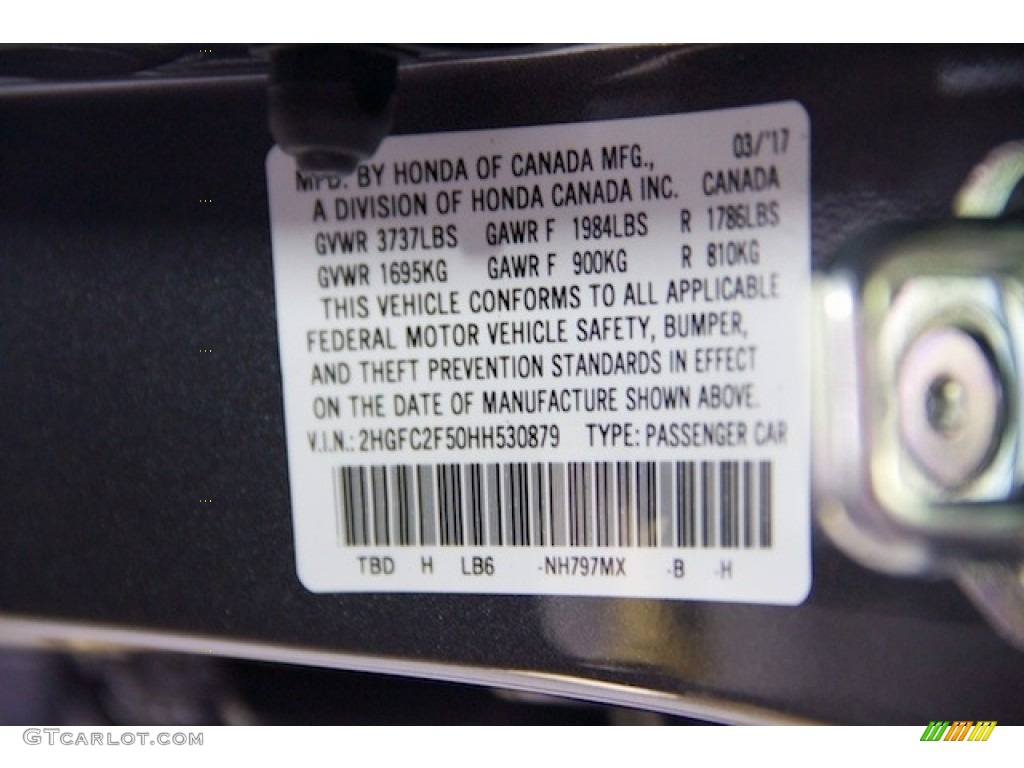 03/'17
MFD. BY HONDA OF CANADA MFG.,
A DIVISION OF HONDA CANADA INC. CANADA
GVWR 3737LBS GAWR F 1984LBS R 1786LBS
GVWR 1695KG GAWR F 900KG R 810KG
THIS VEHICLE CONFORMS TO ALL APPLICABLE
FEDERAL MOTOR VEHICLE SAFETY, BUMPER,
AND THEFT PREVENTION STANDARDS IN EFFECT
ON THE DATE OF MANUFACTURE SHOWN ABOVE.
V.I.N.: 2HGFC2F50HH530879 TYPE: PASSENGER CAR
TBD H LB6 -NH797MX -B -H
GTCarlot.com